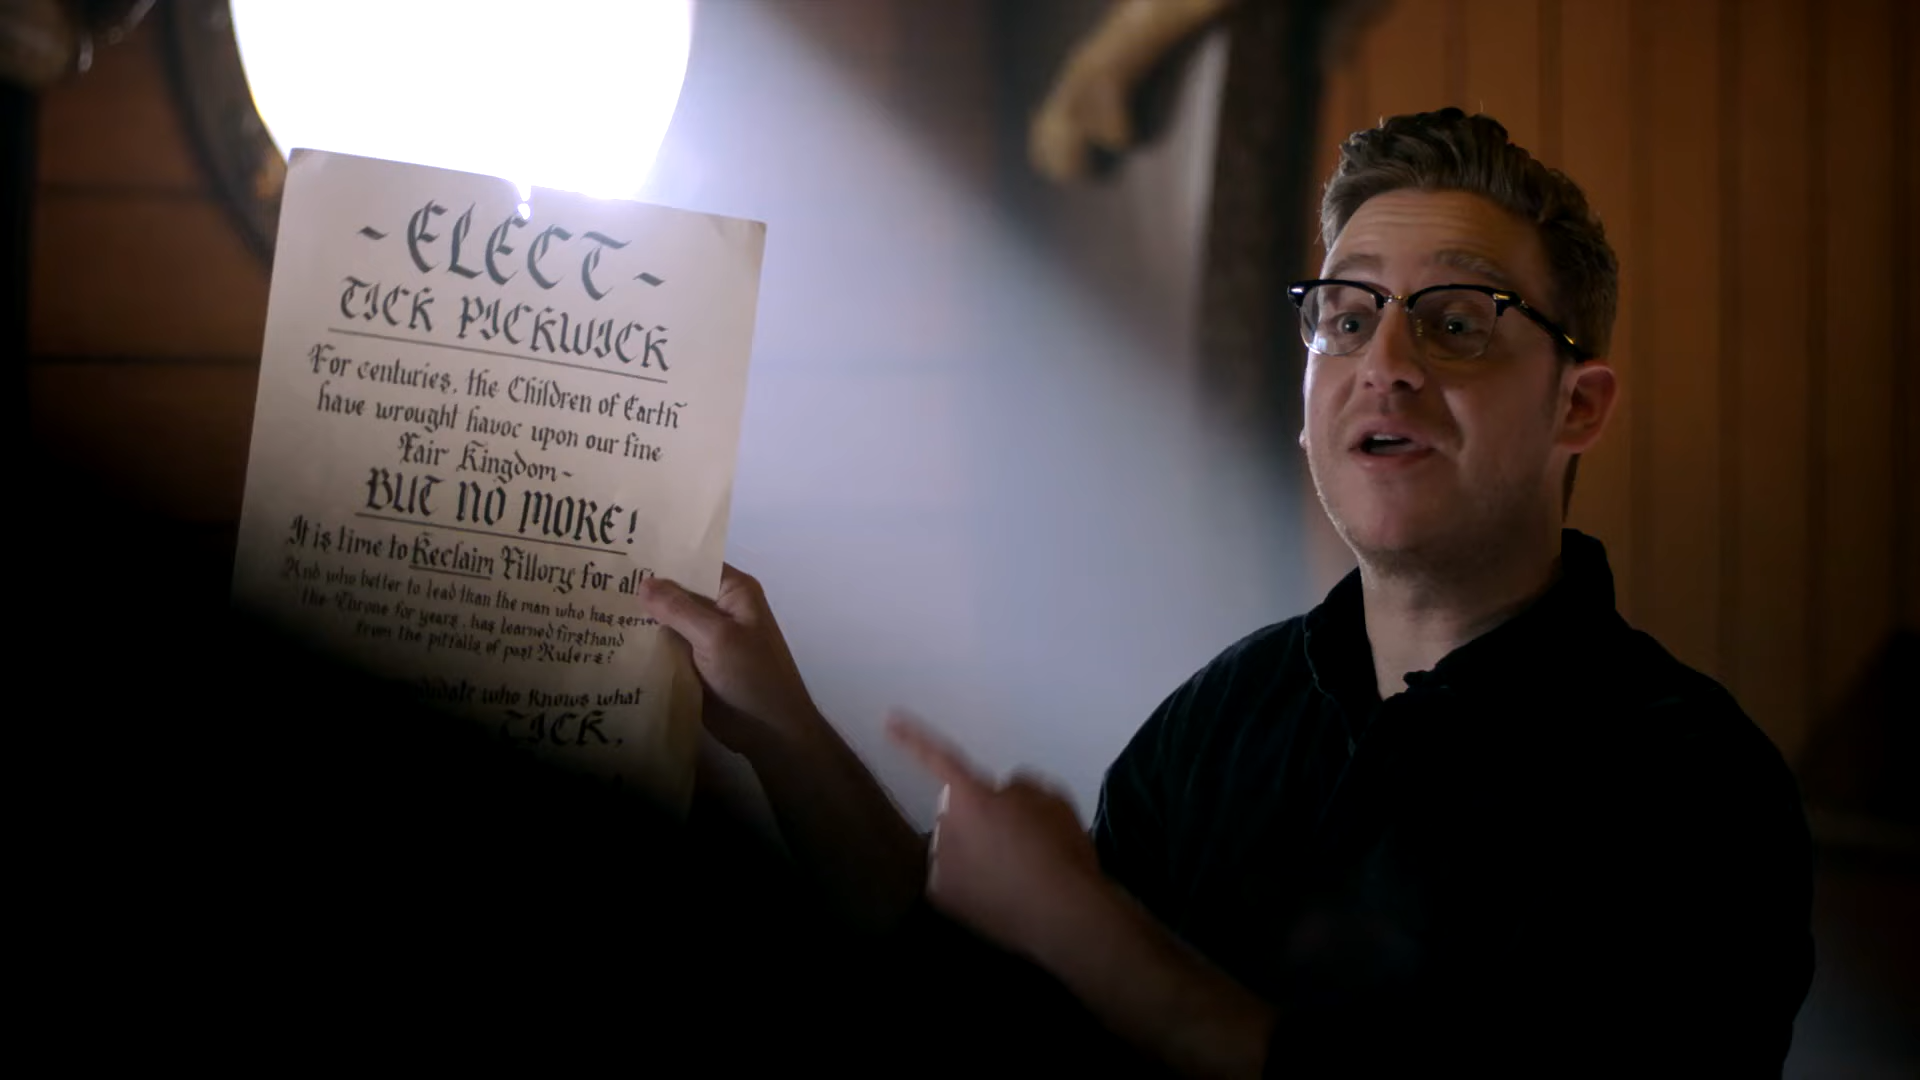 ~ ELECT ~
TICK PICKWICK
For centuries, the Children of Earth
have wrought havoc upon our fine
Fair Kingdom~
BUT NO MORE!
It is time to Reclaim Fillory for all!
And who better to lead than the man who has
the Throne for years, has learned firsthand
from the pitfalls of past Rulers?
who knows what
TICK,